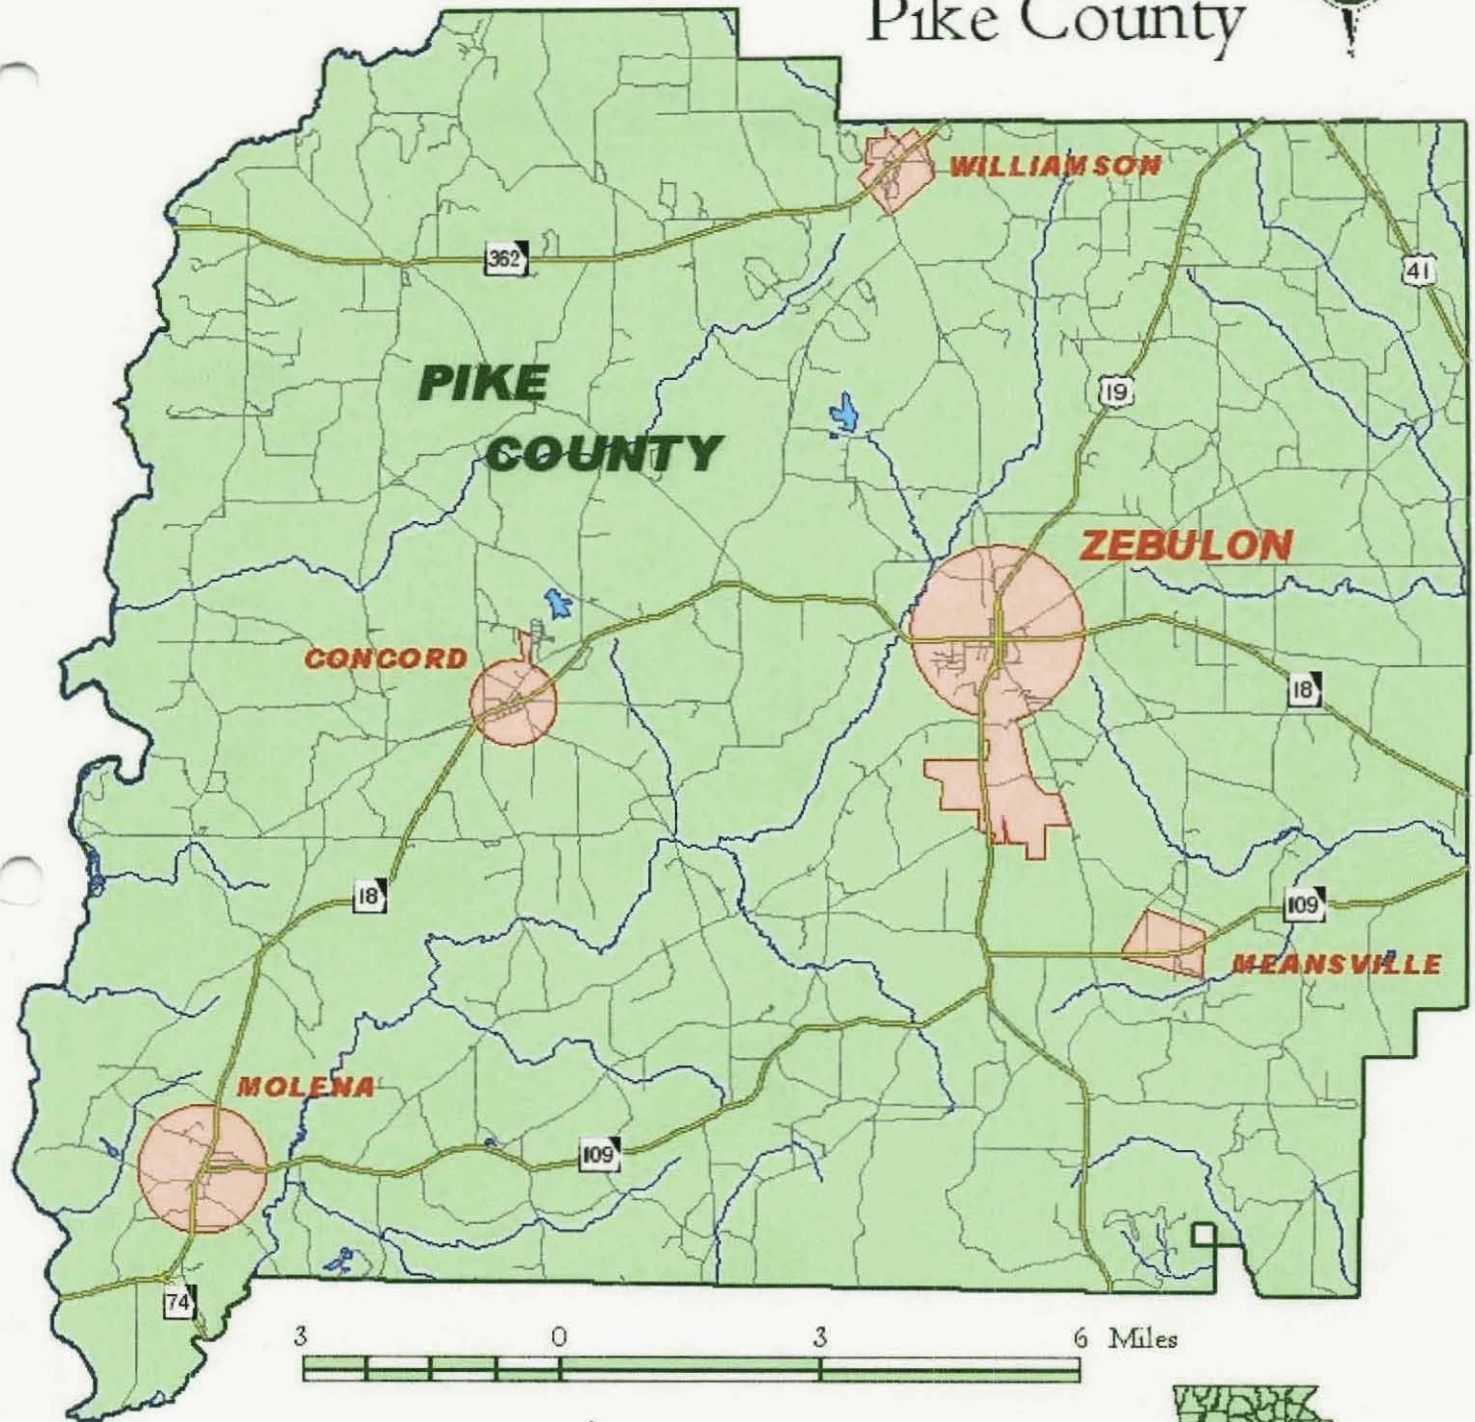 Pike County
WILLIAMSON
362
41
PIKE
COUNTY
19
ZEBULON
CONCORD
18
18
109
MEANSVILLE
MOLENA
109
74
3 0 3 6 Miles